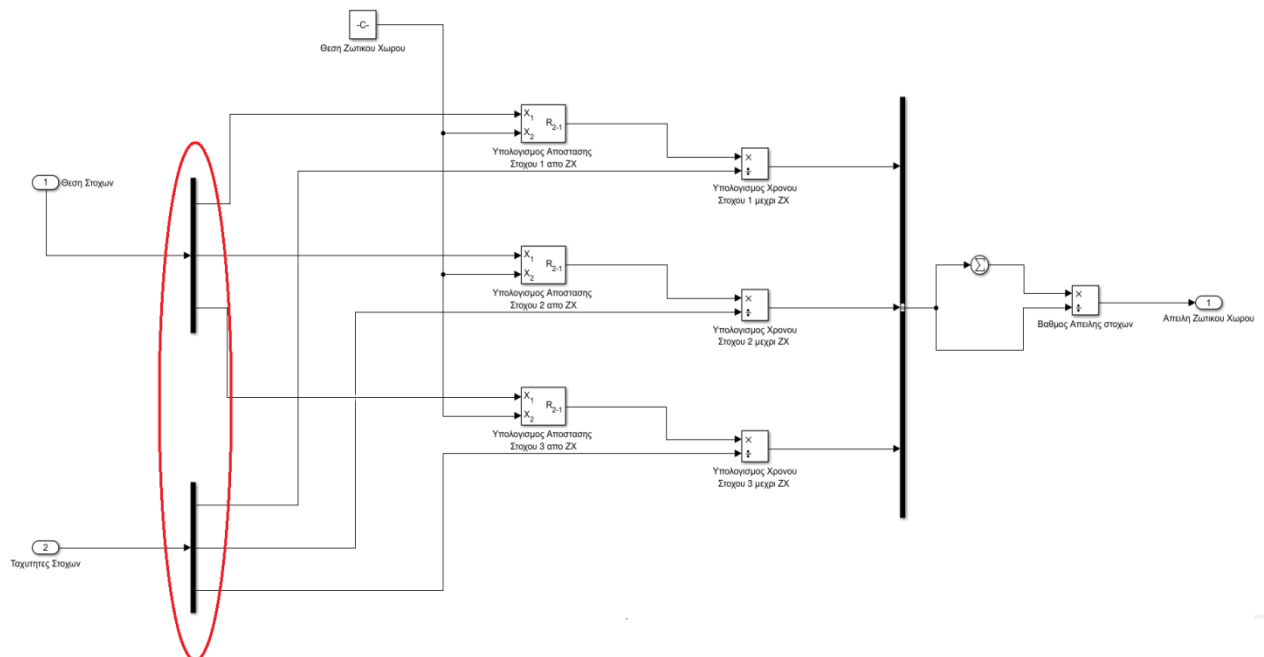 -C-
Θεση Ζωτικου Χωρου
X1
X2
R2-1
Υπολογισμος Αποστασης
Στοχου 1 απο ΖΧ
×
÷
Υπολογισμος Χρονου
Στοχου 1 μεχρι ΖΧ
1
Θεση Στοχων
X1
X2
R2-1
Υπολογισμος Αποστασης
Στοχου 2 απο ΖΧ
×
÷
Υπολογισμος Χρονου
Στοχου 2 μεχρι ΖΧ
Σ
×
÷
Βαθμος Απειλης στοχων
1
Απειλη Ζωτικου Χωρου
X1
X2
R2-1
Υπολογισμος Αποστασης
Στοχου 3 απο ΖΧ
×
÷
Υπολογισμος Χρονου
Στοχου 3 μεχρι ΖΧ
2
Ταχυτητες Στοχων